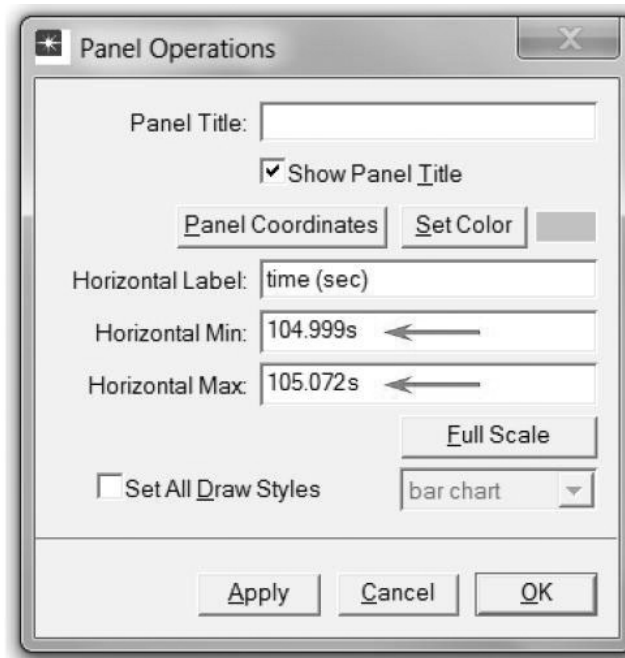 Panel Operations
Panel Title:
Show Panel Title
Panel Coordinates Set Color
Horizontal Label: time (sec)
Horizontal Min: 104.999s
Horizontal Max: 105.072s
Full Scale
Set All Draw Styles bar chart
Apply Cancel OK